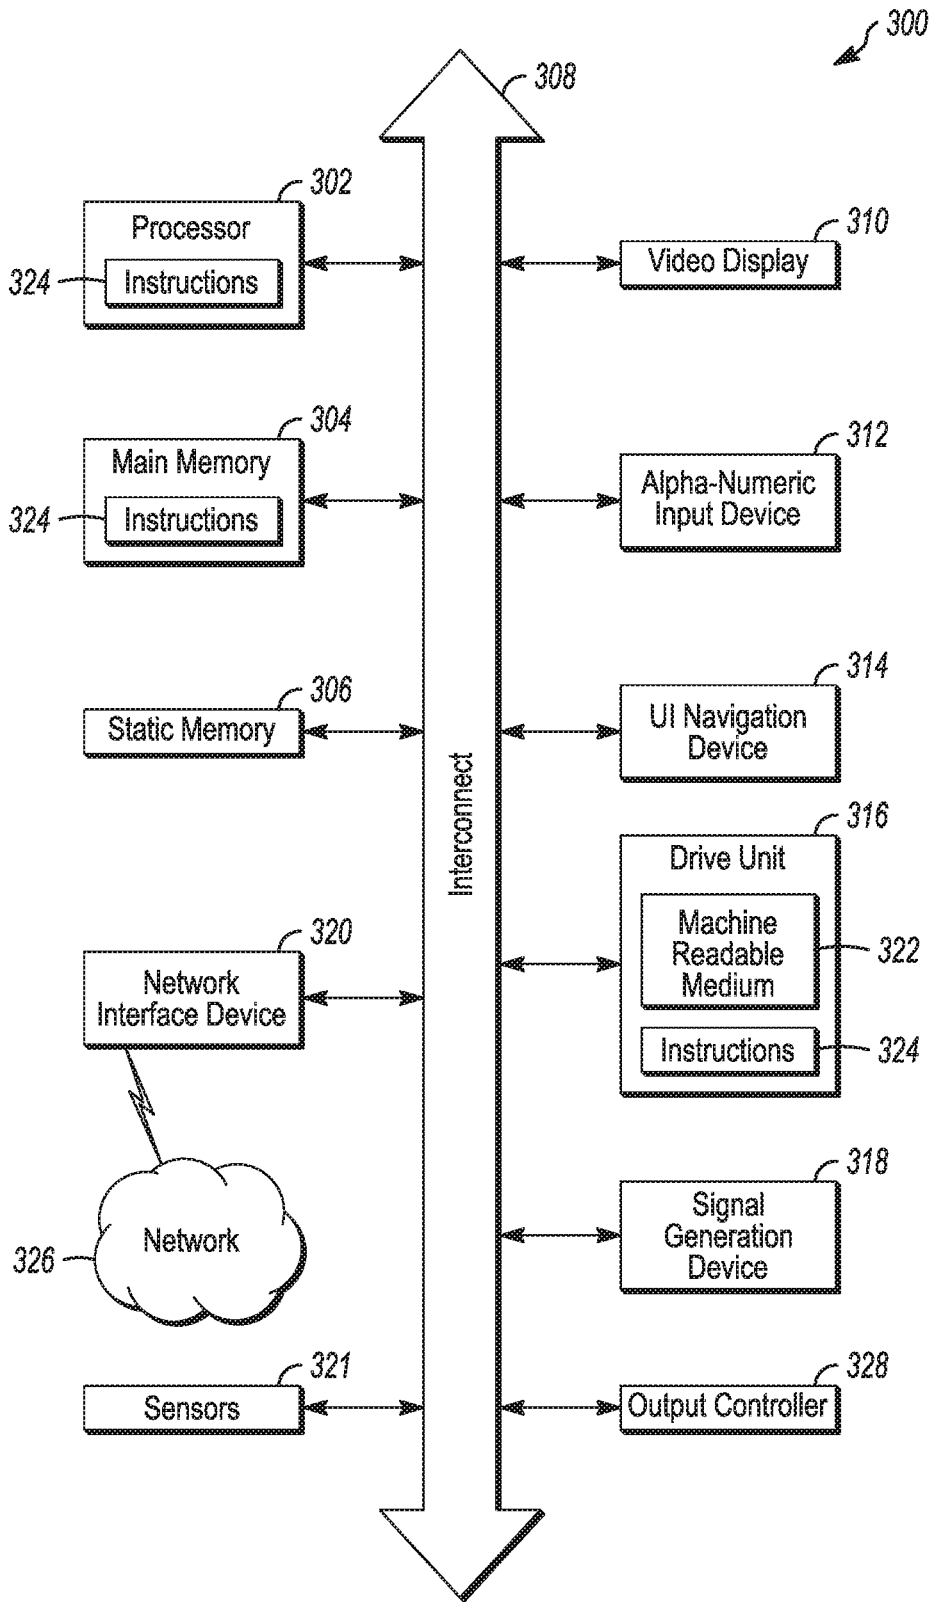 300
308
302
Processor
324
Instructions
310
Video Display
304
Main Memory
324
Instructions
312
Alpha-Numeric
Input Device
306
Static Memory
314
UI Navigation
Device
Interconnect
316
Drive Unit
Machine
Readable
Medium
322
Instructions
324
320
Network
Interface Device
326
Network
318
Signal
Generation
Device
321
Sensors
328
Output Controller